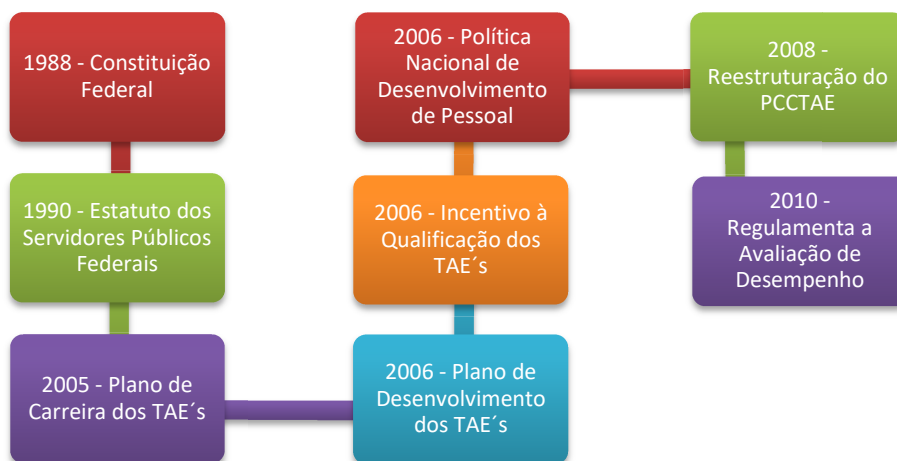 1988 - Constituição
Federal
1990 - Estatuto dos
Servidores Públicos
Federais
2005 - Plano de
Carreira dos TAE´s
2006 - Plano de
Desenvolvimento
dos TAE´s
2006 - Incentivo à
Qualificação dos
TAE´s
2006 - Política
Nacional de
Desenvolvimento
de Pessoal
2008 -
Reestruturação do
PCCTAE
2010 -
Regulamenta a
Avaliação de
Desempenho